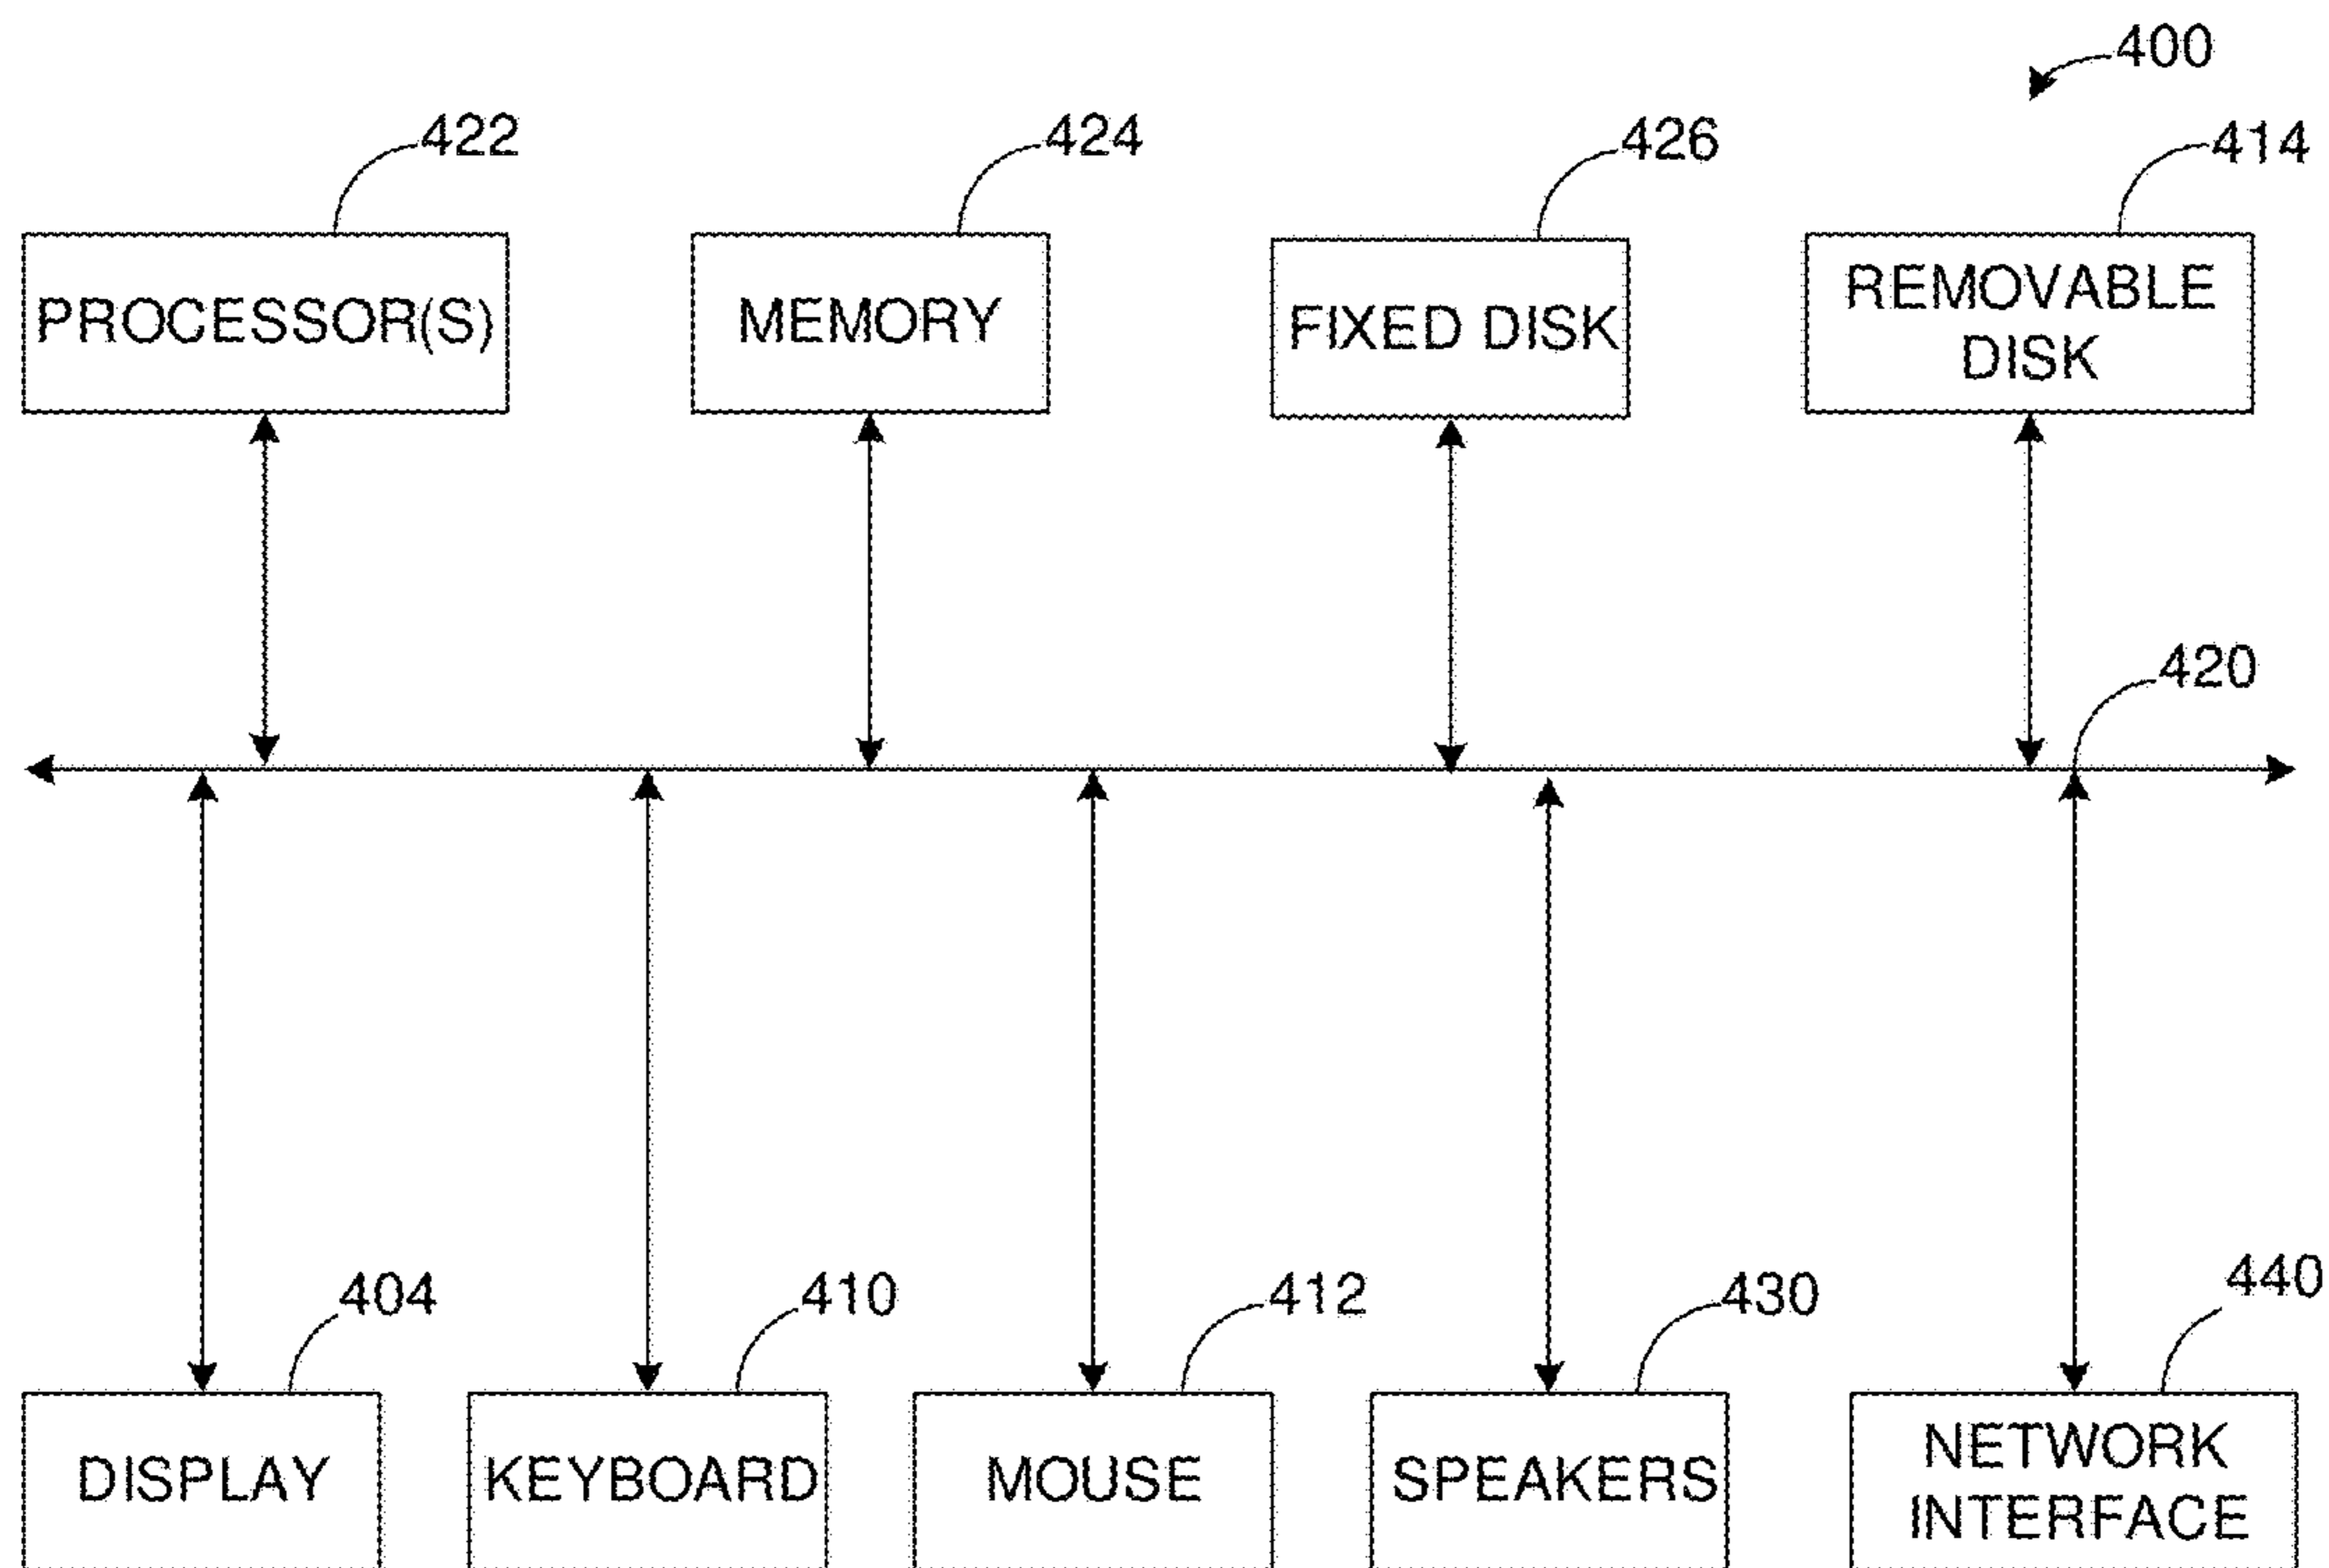 400
422
424
426
414
PROCESSOR(S)
MEMORY
FIXED DISK
REMOVABLE
DISK
420
404
410
412
430
440
DISPLAY
KEYBOARD
MOUSE
SPEAKERS
NETWORK
INTERFACE